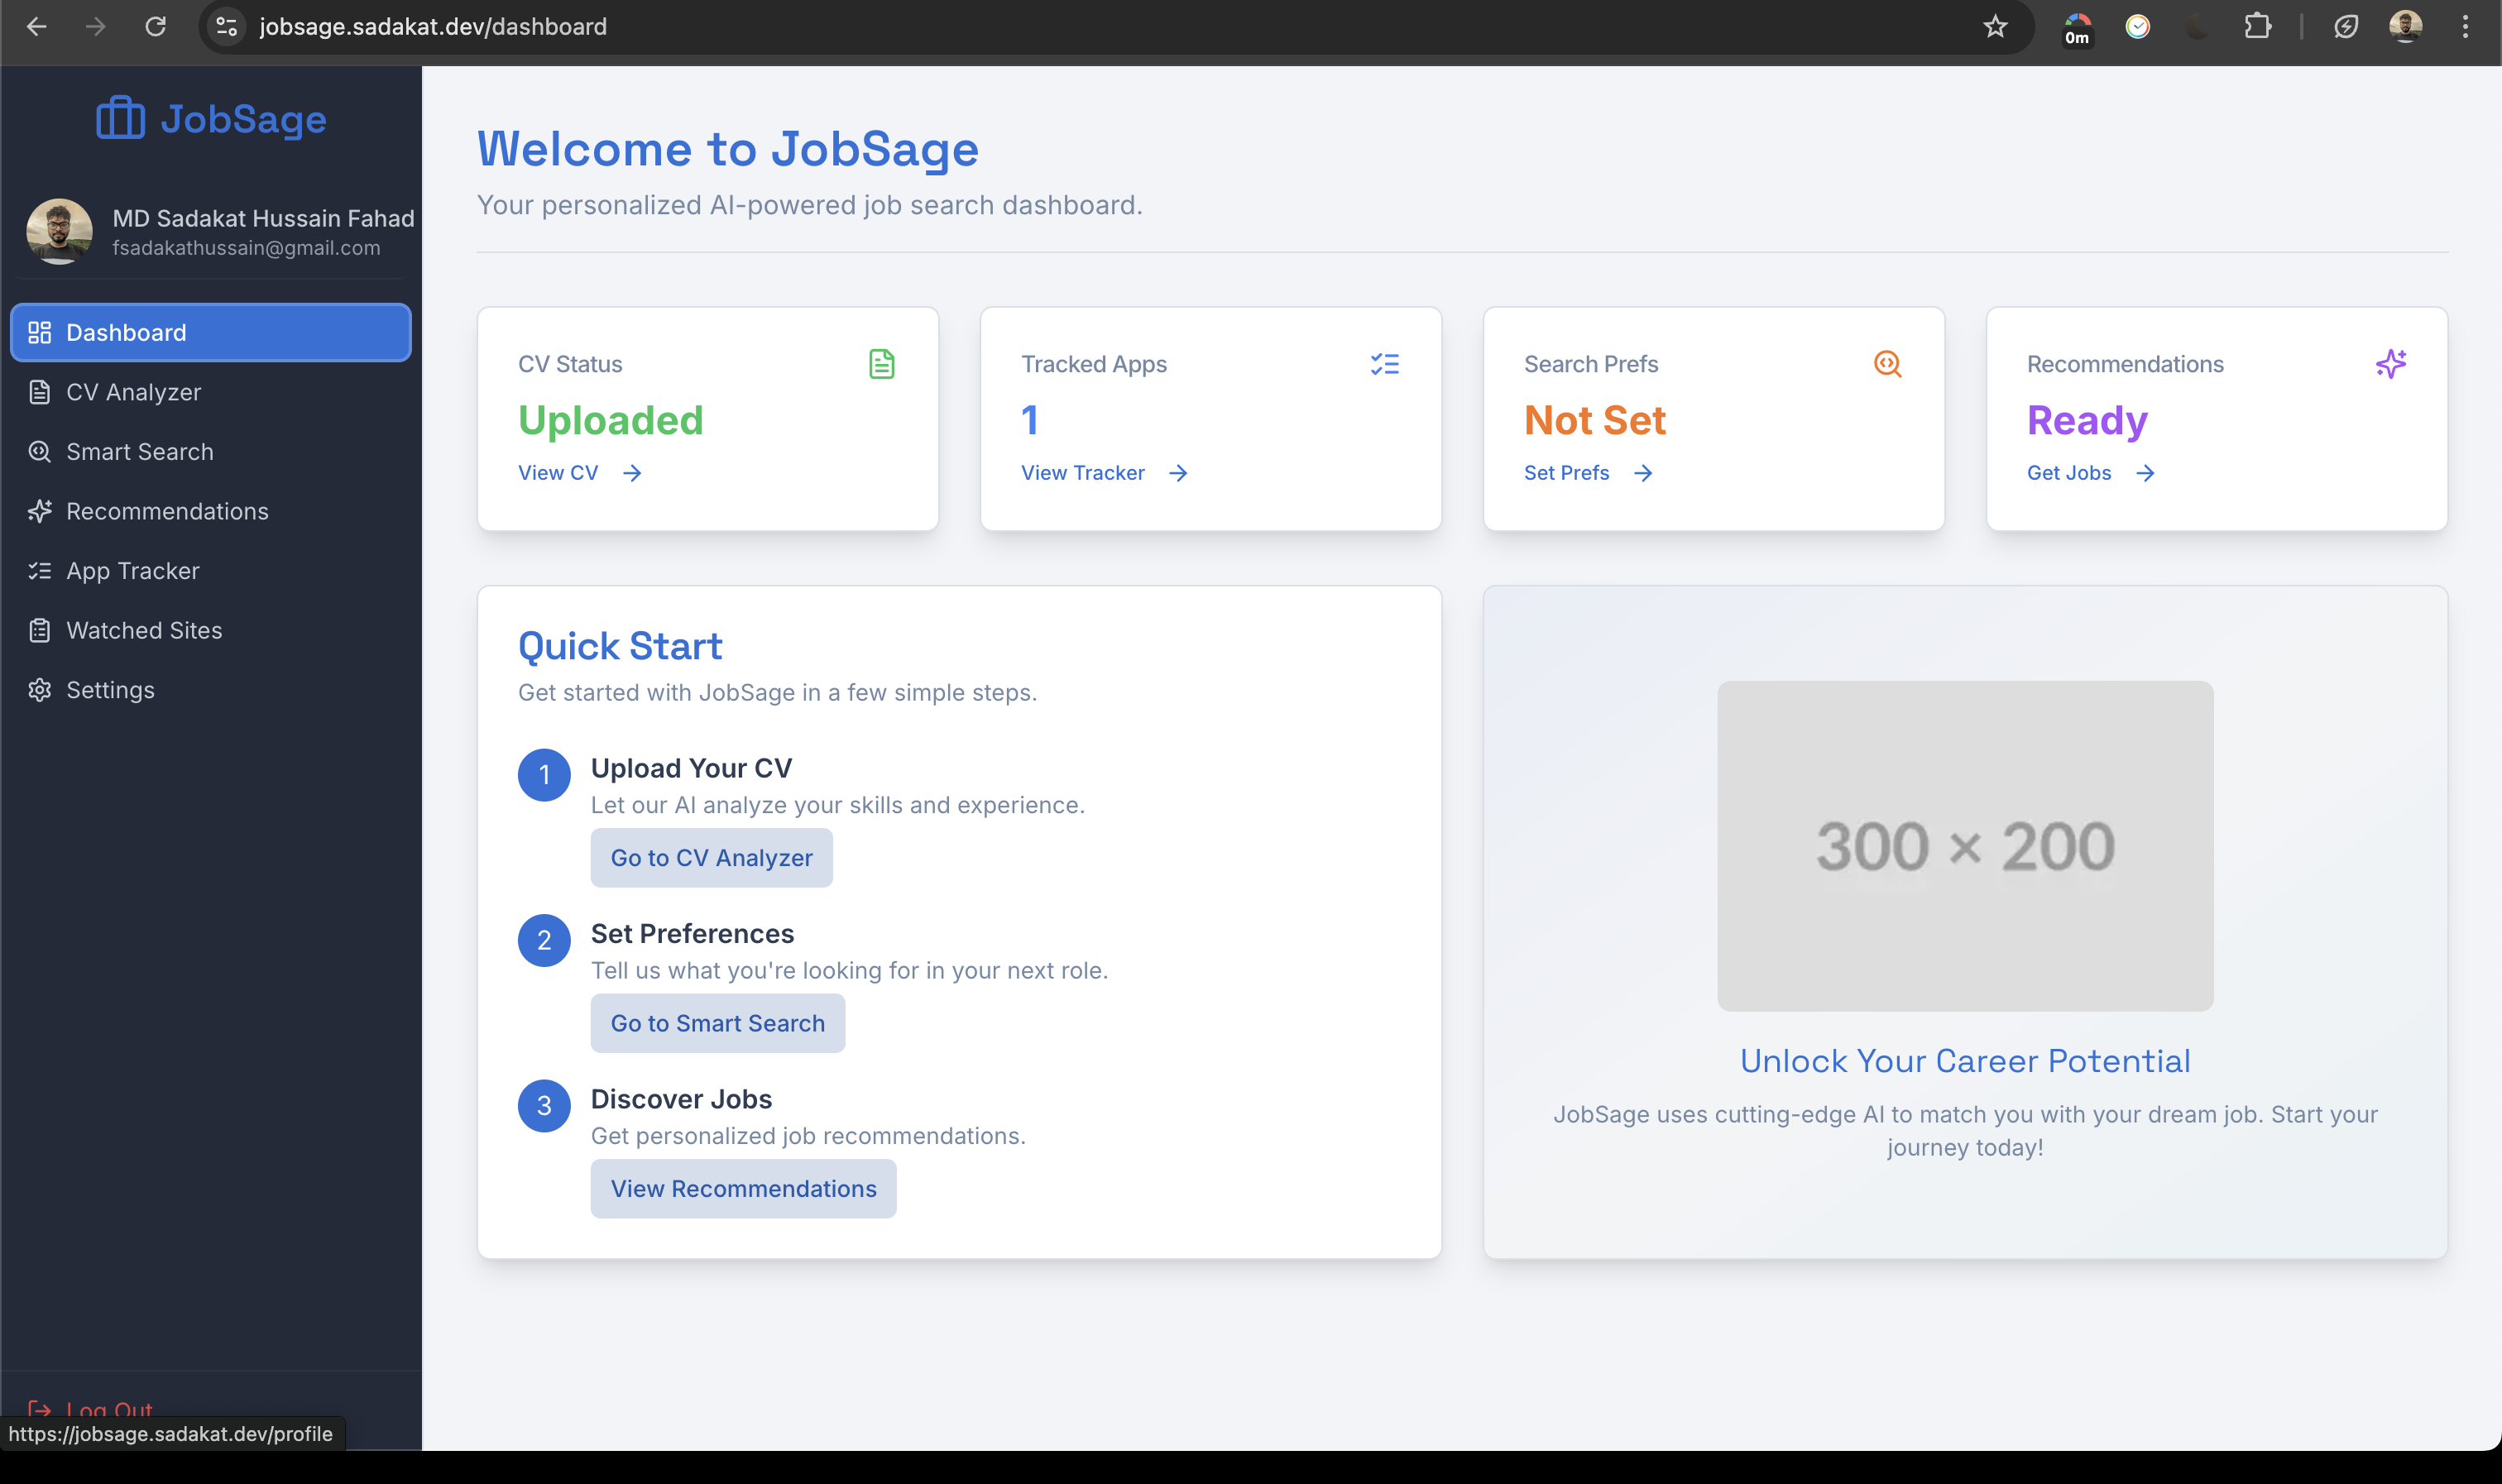 jobsage.sadakat.dev/dashboard
0m
JobSage
MD Sadakat Hussain Fahad
fsadakathussain@gmail.com
Dashboard
CV Analyzer
Smart Search
Recommendations
App Tracker
Watched Sites
Settings
Log Out
https://jobsage.sadakat.dev/profile
Welcome to JobSage
Your personalized AI-powered job search dashboard.
CV Status
Uploaded
View CV
Tracked Apps
1
View Tracker
Search Prefs
Not Set
Set Prefs
Recommendations
Ready
Get Jobs
Quick Start
Get started with JobSage in a few simple steps.
1
Upload Your CV
Let our AI analyze your skills and experience.
Go to CV Analyzer
2
Set Preferences
Tell us what you're looking for in your next role.
Go to Smart Search
3
Discover Jobs
Get personalized job recommendations.
View Recommendations
300 × 200
Unlock Your Career Potential
JobSage uses cutting-edge AI to match you with your dream job. Start your
journey today!